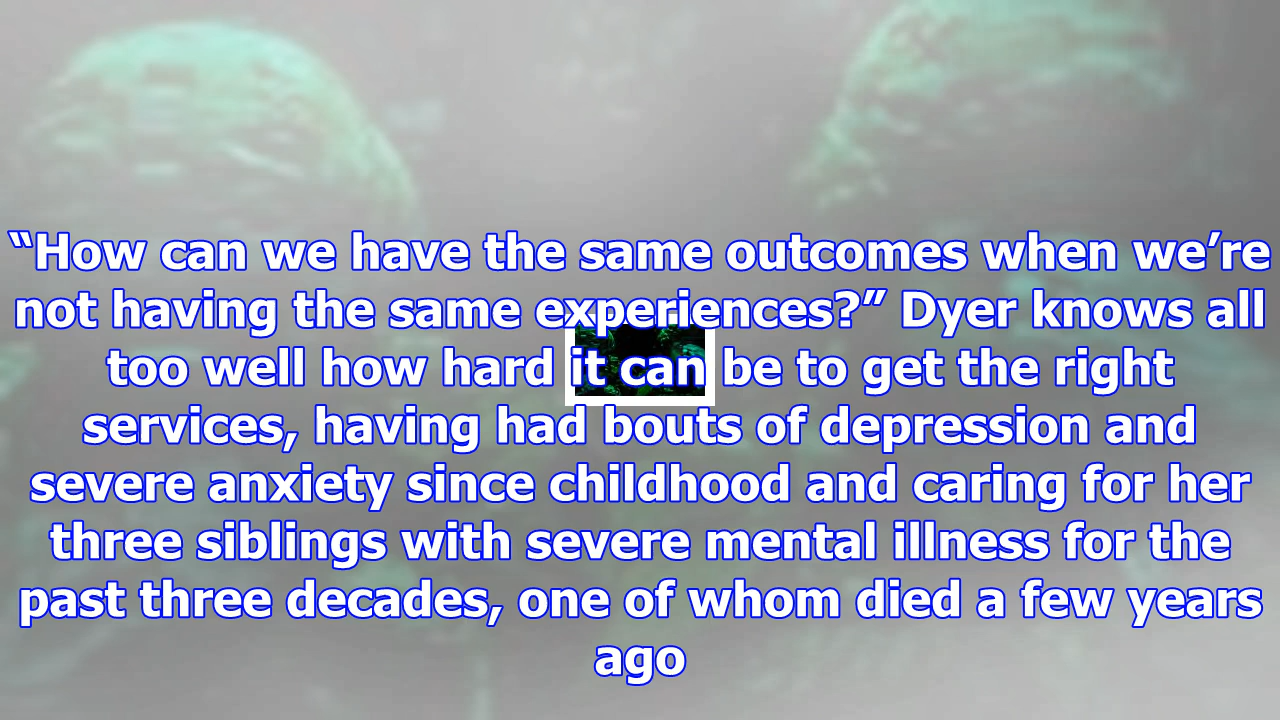 “How can we have the same outcomes when we’re
not having the same experiences?” Dyer knows all
too well how hard it can be to get the right
services, having had bouts of depression and
severe anxiety since childhood and caring for her
three siblings with severe mental illness for the
past three decades, one of whom died a few years
ago